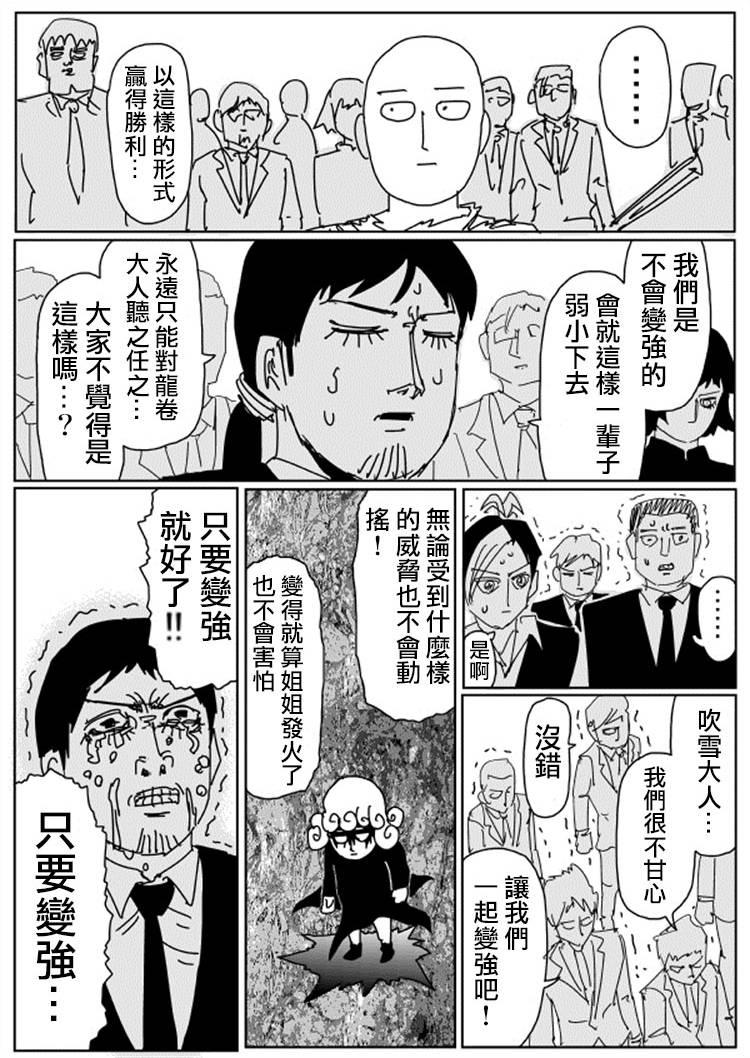 ……
以這樣的形式
贏得勝利…
我們是
不會變強的
會就這樣一輩子
弱小下去
永遠只能對龍卷
大人聽之任之…
大家不覺得是
這樣嗎…？
……
是啊
吹雪大人…
我們很不甘心
沒錯
讓我們
一起變強吧！
無論受到什麼樣
的威脅也不會動
搖！
變得就算姐姐發火了
也不會害怕
只要變強
就好了!!
只要變強…